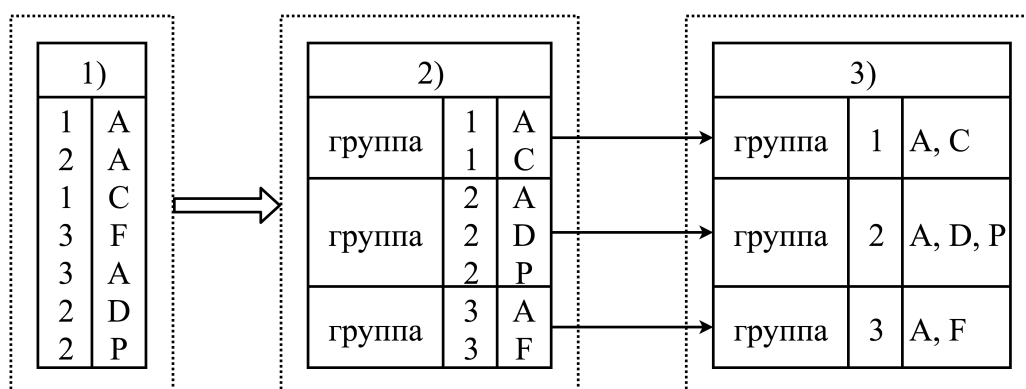 1)
1 A
2 A
1 C
3 F
3 A
2 D
2 P
2)
группа 1 A
1 C
группа 2 A
2 D
2 P
группа 3 A
3 F
3)
группа 1 A, C
группа 2 A, D, P
группа 3 A, F